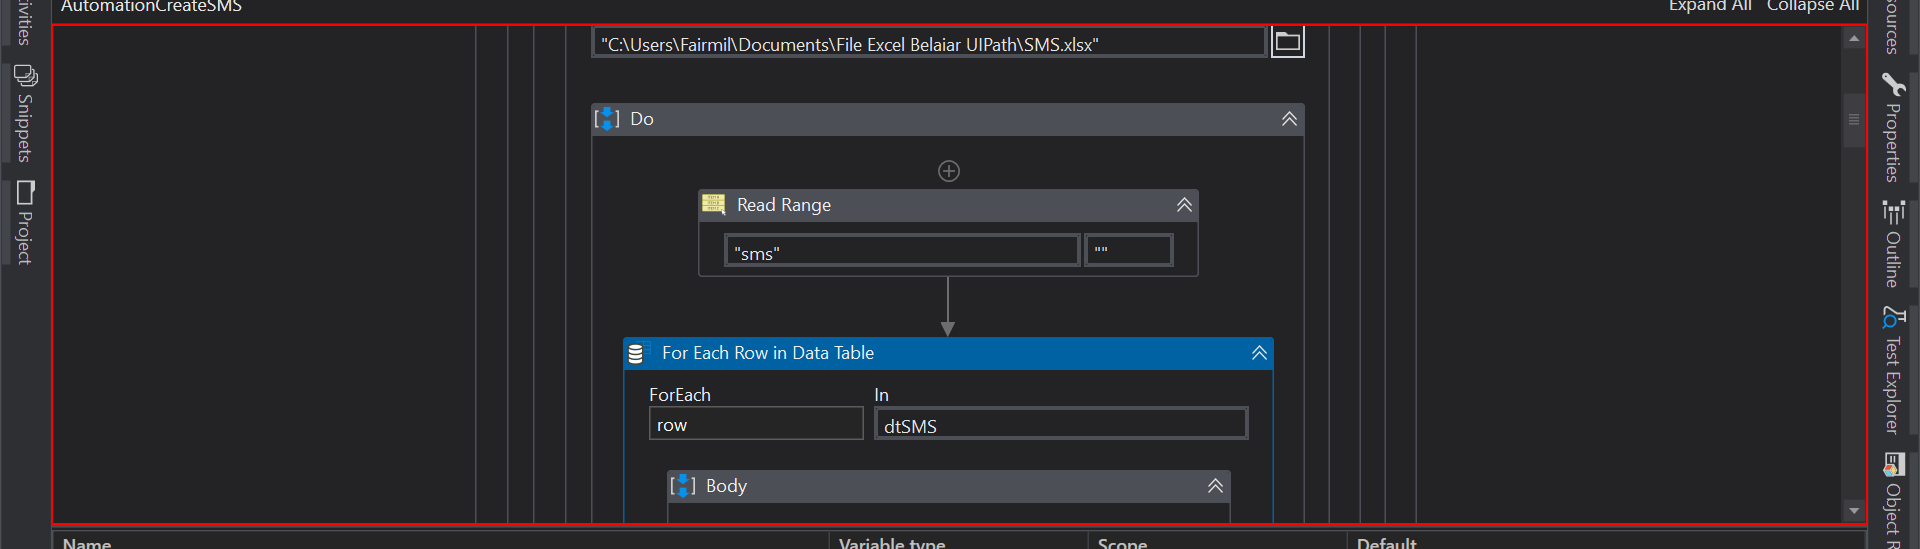 AutomationCreateSMS
Expand All
Collapse All
"C:\Users\Fairmil\Documents\File Excel Belaiar UIPath\SMS.xlsx"
Do
Read Range
"sms"
""
For Each Row in Data Table
ForEach
In
row
dtSMS
Body
Snippets
Project
Properties
Outline
Test Explorer
Object R
Name
Variable type
Scope
Default